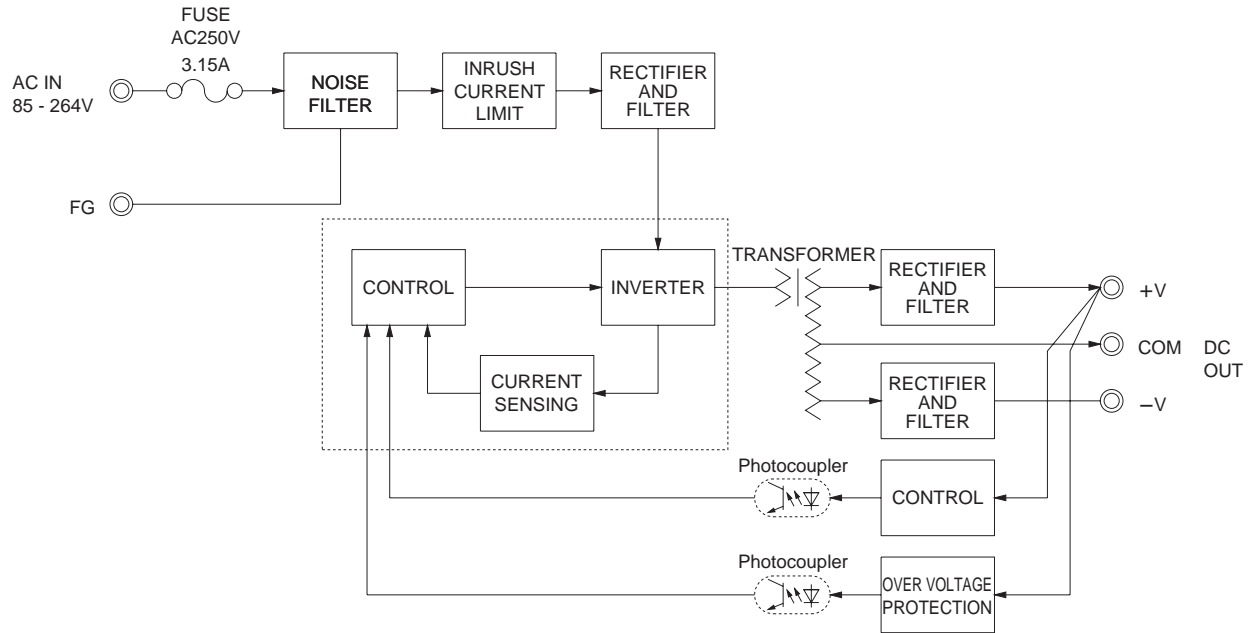 FUSE
AC250V
3.15A
AC IN
85 - 264V
NOISE
FILTER
INRUSH
CURRENT
LIMIT
RECTIFIER
AND
FILTER
FG
CONTROL
INVERTER
TRANSFORMER
RECTIFIER
AND
FILTER
+V
CURRENT
SENSING
COM
DC
OUT
RECTIFIER
AND
FILTER
−V
Photocoupler
CONTROL
Photocoupler
OVER VOLTAGE
PROTECTION